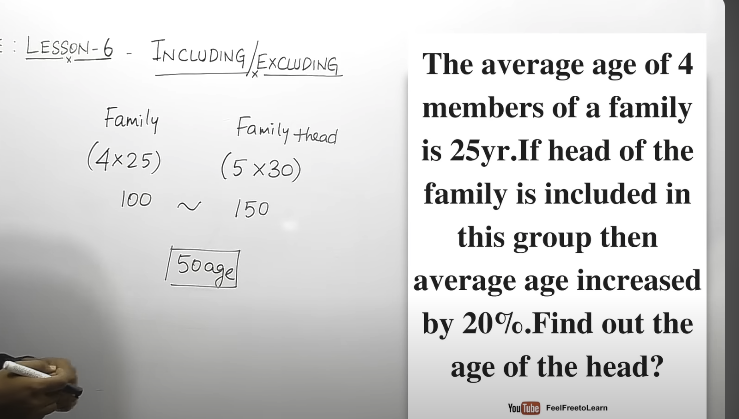 E : LESSON-6 - INCLUDING/EXCLUDING
Family
Family + head
(4×25)
(5×30)
100 ~ 150
50 age
The average age of 4
members of a family
is 25yr.If head of the
family is included in
this group then
average age increased
by 20%.Find out the
age of the head?
YouTube FeelFreetoLearn